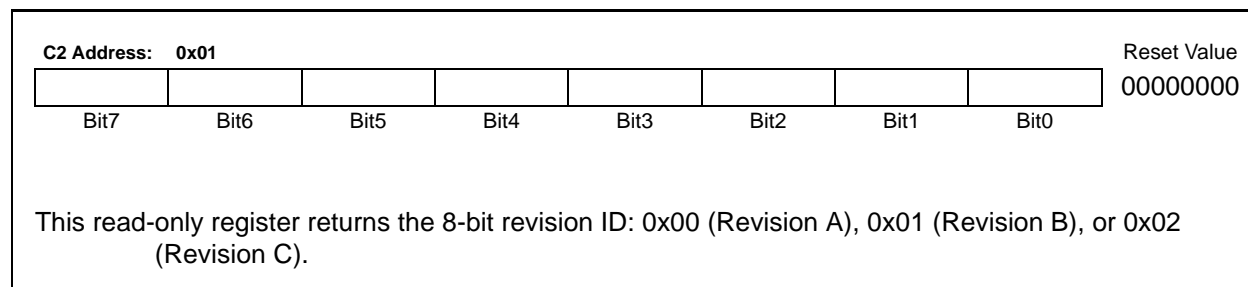 C2 Address: 0x01
Reset Value
00000000
Bit7 Bit6 Bit5 Bit4 Bit3 Bit2 Bit1 Bit0
This read-only register returns the 8-bit revision ID: 0x00 (Revision A), 0x01 (Revision B), or 0x02
(Revision C).